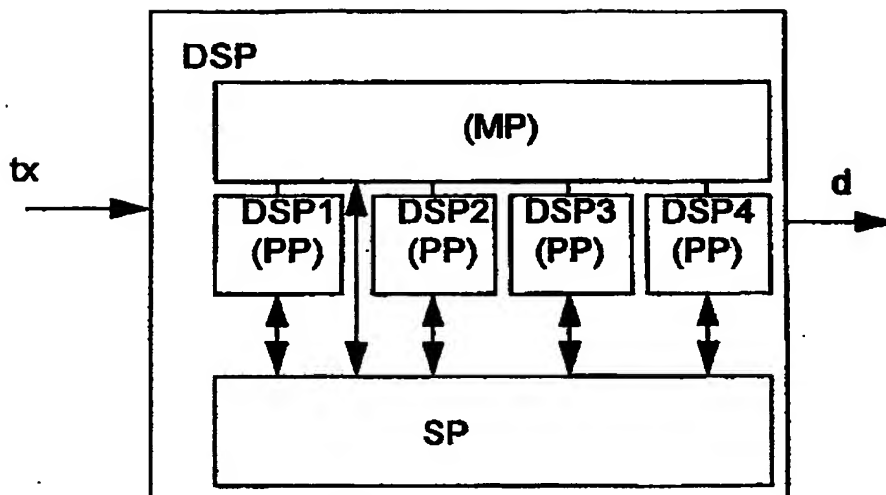 DSP
(MP)
tx
d
DSP1
(PP)
DSP2
(PP)
DSP3
(PP)
DSP4
(PP)
SP